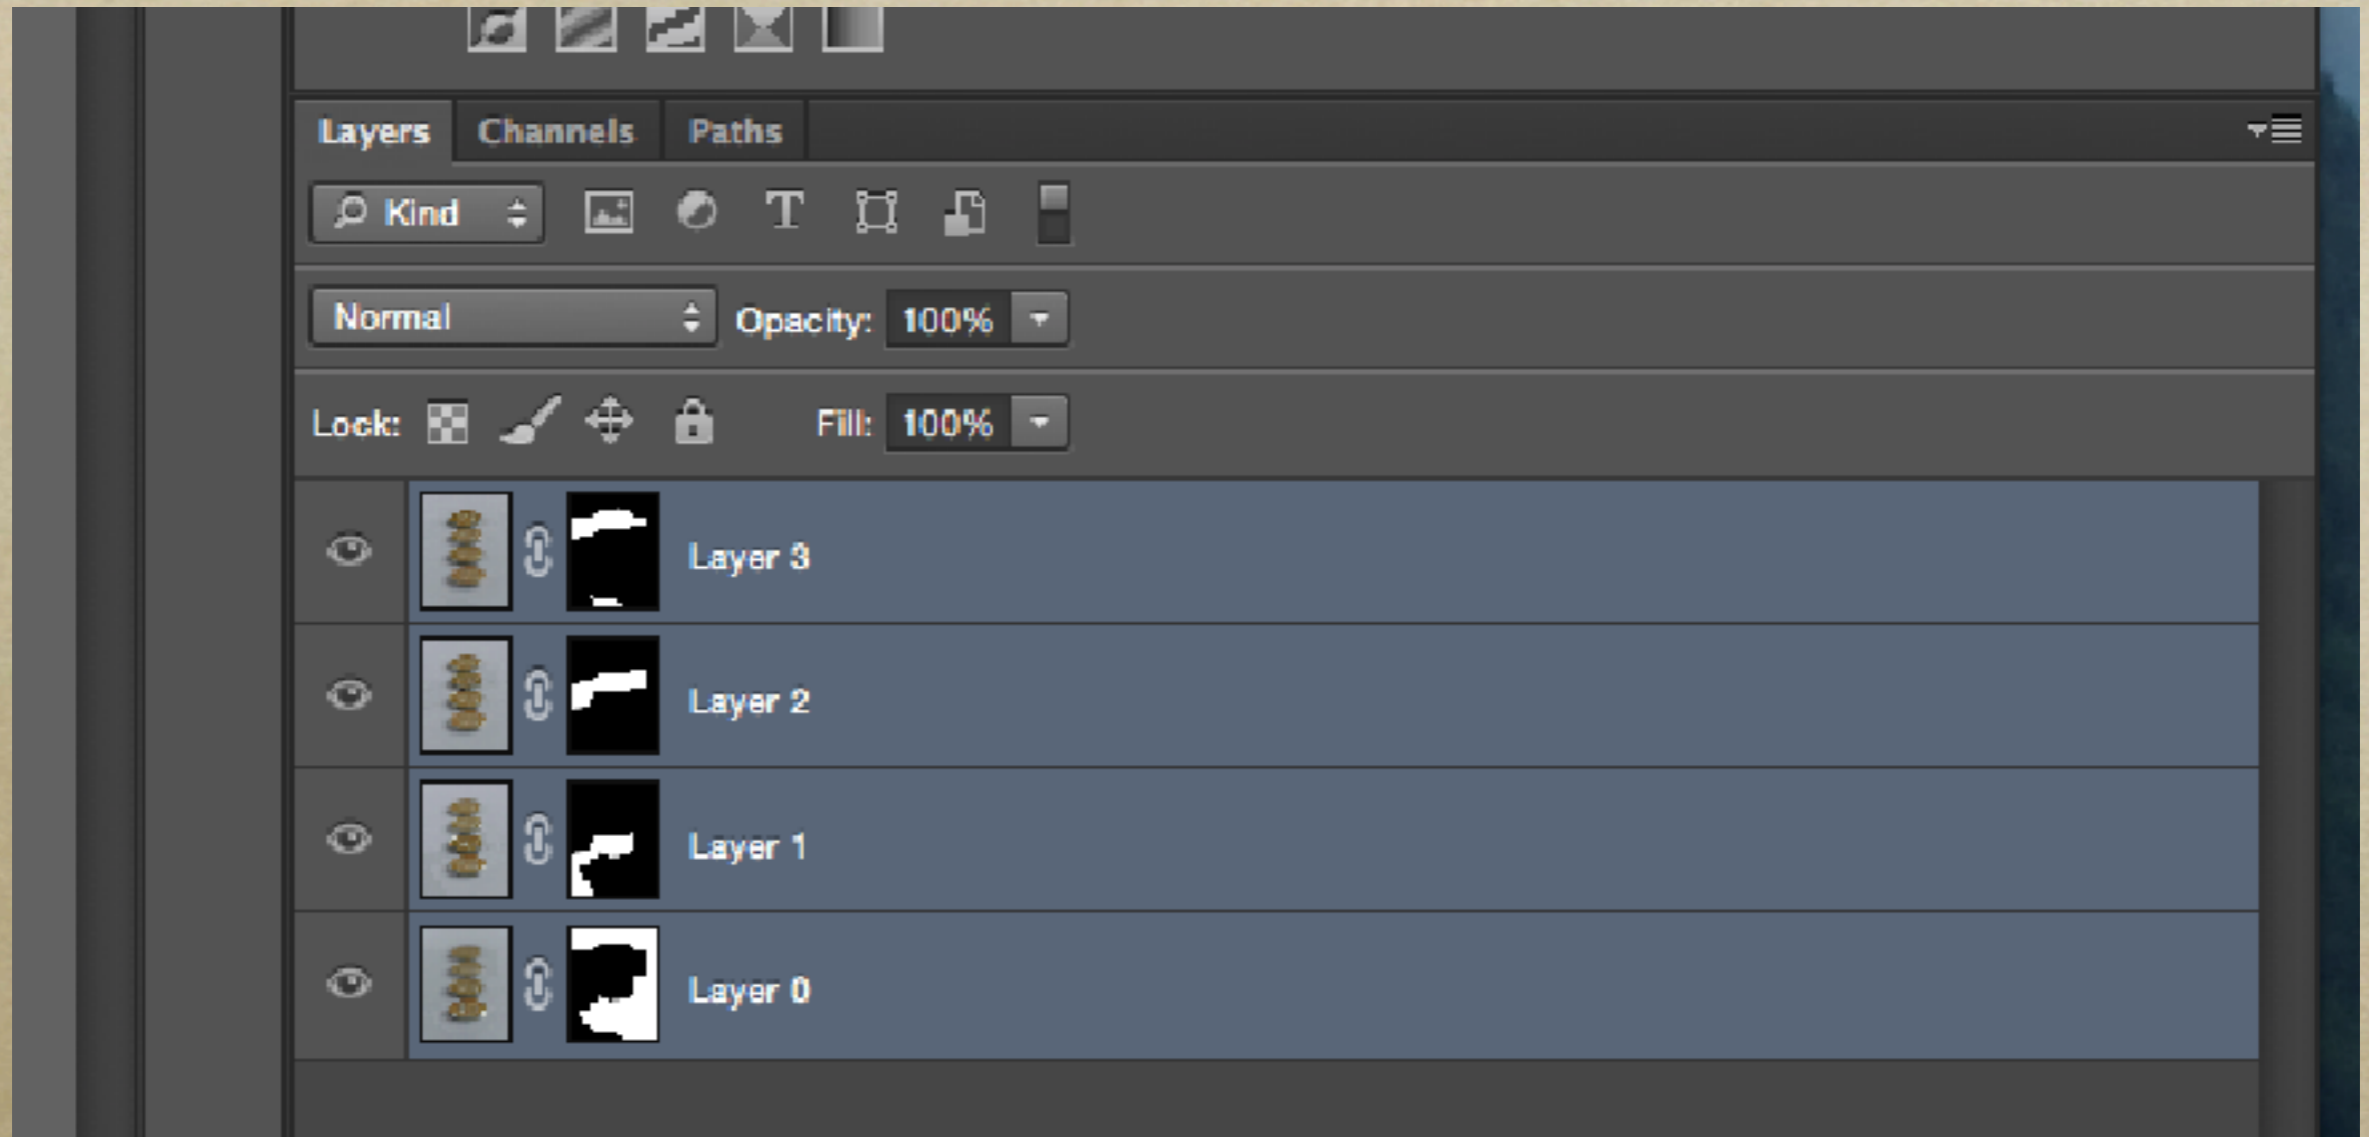 Layers Channels Paths
Kind T
Normal Opacity: 100%
Lock: Fill: 100%
Layer 3
Layer 2
Layer 1
Layer 0